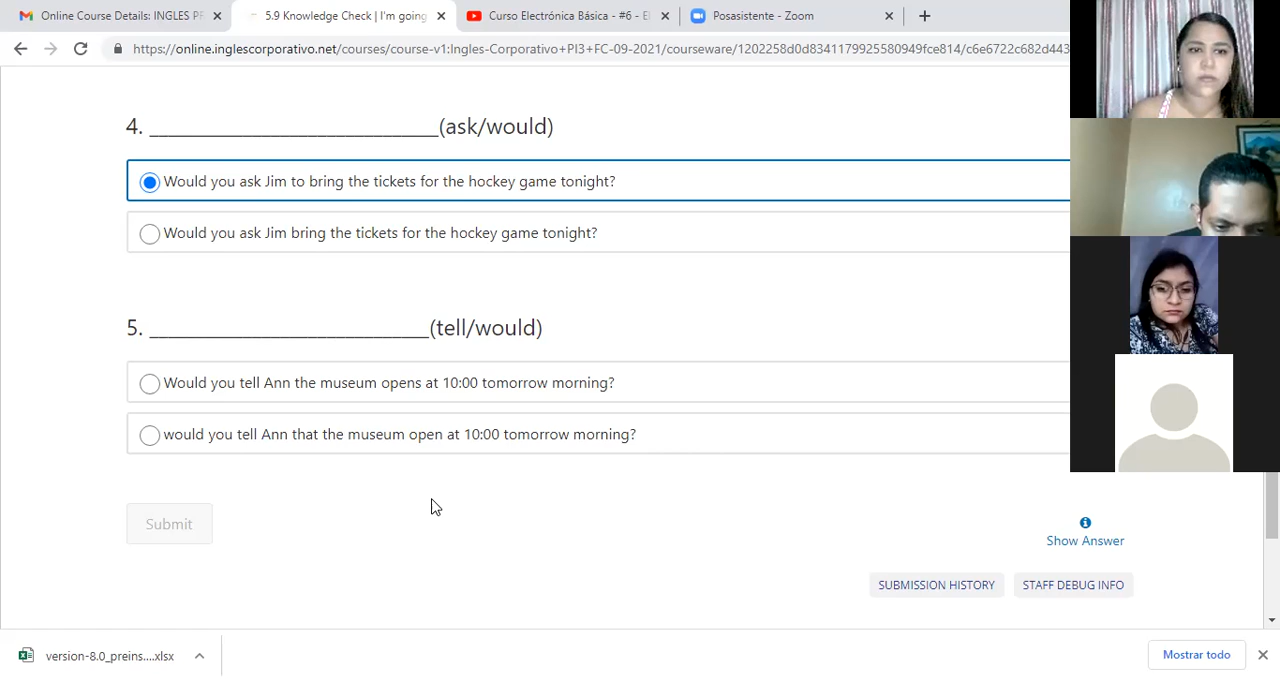 Online Course Details: INGLES PR
5.9 Knowledge Check | I'm going
Curso Electrónica Básica - #6 - El
Posasistente - Zoom
https://online.inglescorporativo.net/courses/course-v1:Ingles-Corporativo+PI3+FC-09-2021/courseware/1202258d0d8341179925580949fce814/c6e6722c682d443
4. ____________________________(ask/would)
Would you ask Jim to bring the tickets for the hockey game tonight?
Would you ask Jim bring the tickets for the hockey game tonight?
5. ___________________________(tell/would)
Would you tell Ann the museum opens at 10:00 tomorrow morning?
would you tell Ann that the museum open at 10:00 tomorrow morning?
Submit
Show Answer
SUBMISSION HISTORY
STAFF DEBUG INFO
version-8.0_preins....xlsx
Mostrar todo